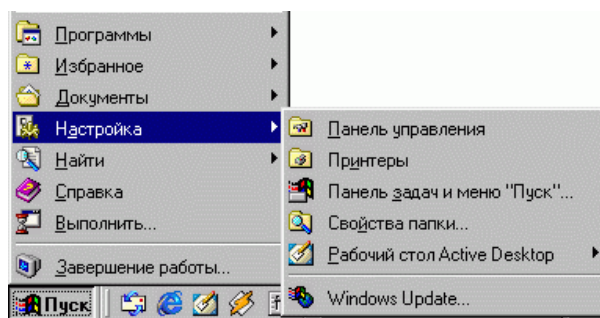 Программы
Избранное
Документы
Настройка
Найти
Справка
Выполнить...
Завершение работы...
Пуск
Панель управления
Принтеры
Панель задач и меню "Пуск"...
Свойства папки...
Рабочий стол Active Desktop
Windows Update...